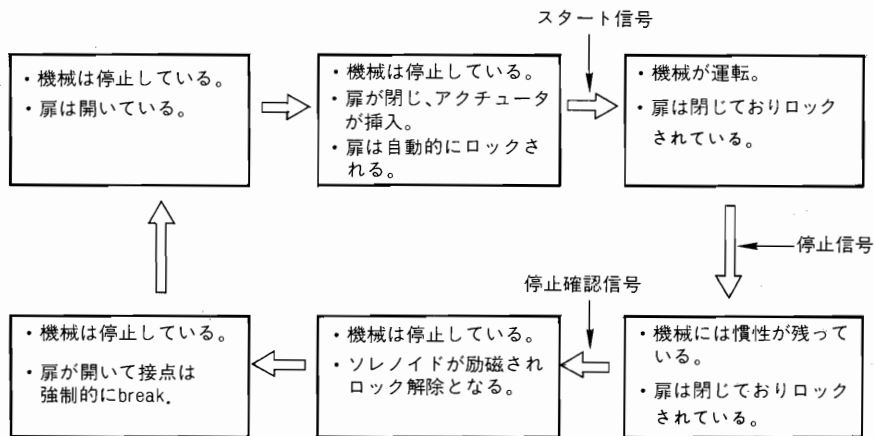 スタート信号
・機械は停止している。
・扉は開いている。
・機械は停止している。
・扉が閉じ、アクチュータ
が挿入。
・扉は自動的にロックさ
れる。
・機械が運転。
・扉は閉じておりロック
されている。
停止信号
停止確認信号
・機械には慣性が残って
いる。
・扉は閉じておりロック
されている。
・機械は停止している。
・ソレノイドが励磁され
ロック解除となる。
・機械は停止している。
・扉が開いて接点は
強制的にbreak.